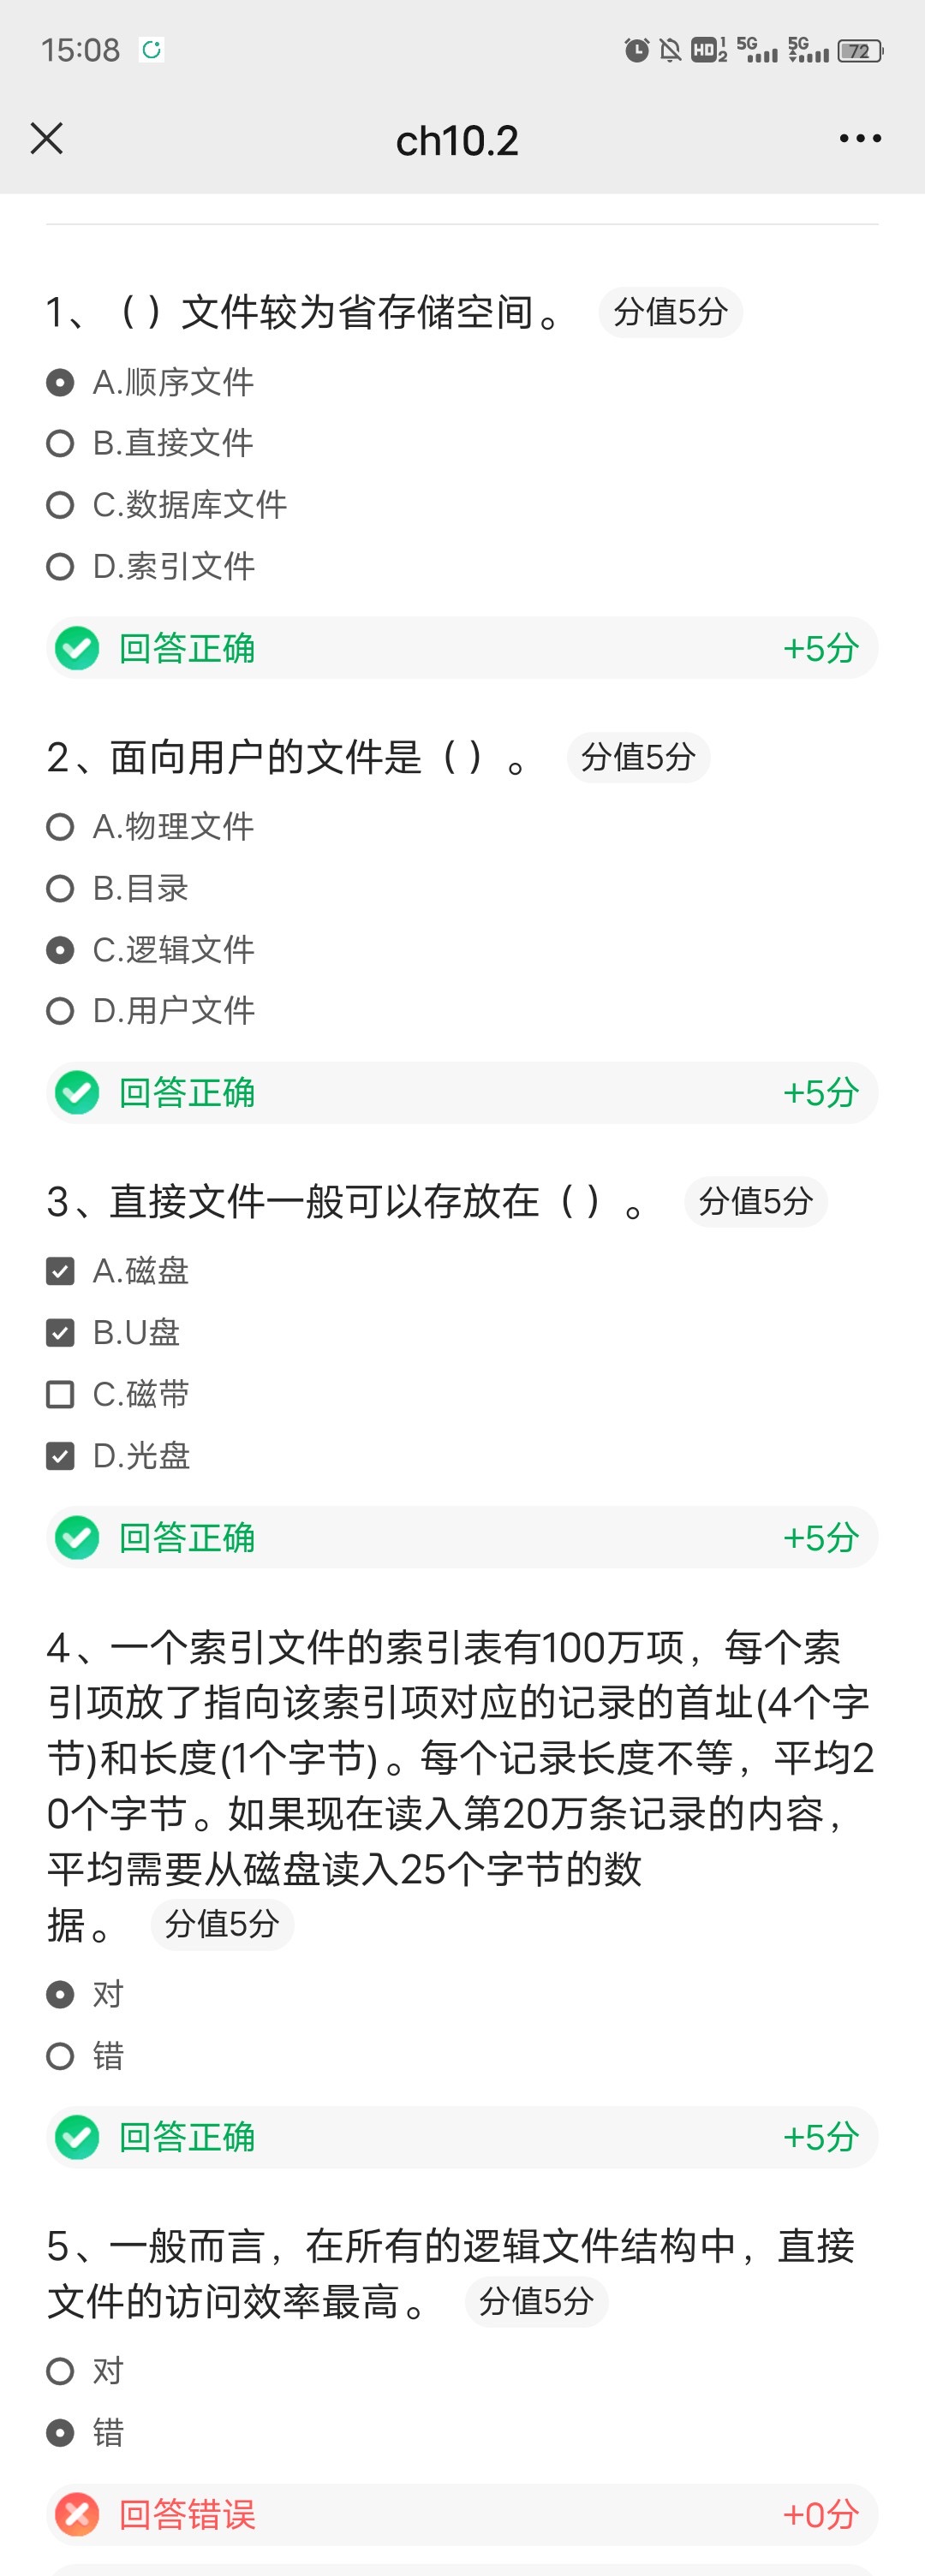 15:08
HD 1 2 5G 5G 72
ch10.2
1、（ ）文件较为省存储空间。 分值5分
A.顺序文件
B.直接文件
C.数据库文件
D.索引文件
回答正确 +5分
2、面向用户的文件是（ ）。 分值5分
A.物理文件
B.目录
C.逻辑文件
D.用户文件
回答正确 +5分
3、直接文件一般可以存放在（ ）。 分值5分
A.磁盘
B.U盘
C.磁带
D.光盘
回答正确 +5分
4、一个索引文件的索引表有100万项，每个索
引项放了指向该索引项对应的记录的首址(4个字
节)和长度(1个字节)。每个记录长度不等，平均2
0个字节。如果现在读入第20万条记录的内容，
平均需要从磁盘读入25个字节的数
据。 分值5分
对
错
回答正确 +5分
5、一般而言，在所有的逻辑文件结构中，直接
文件的访问效率最高。 分值5分
对
错
回答错误 +0分